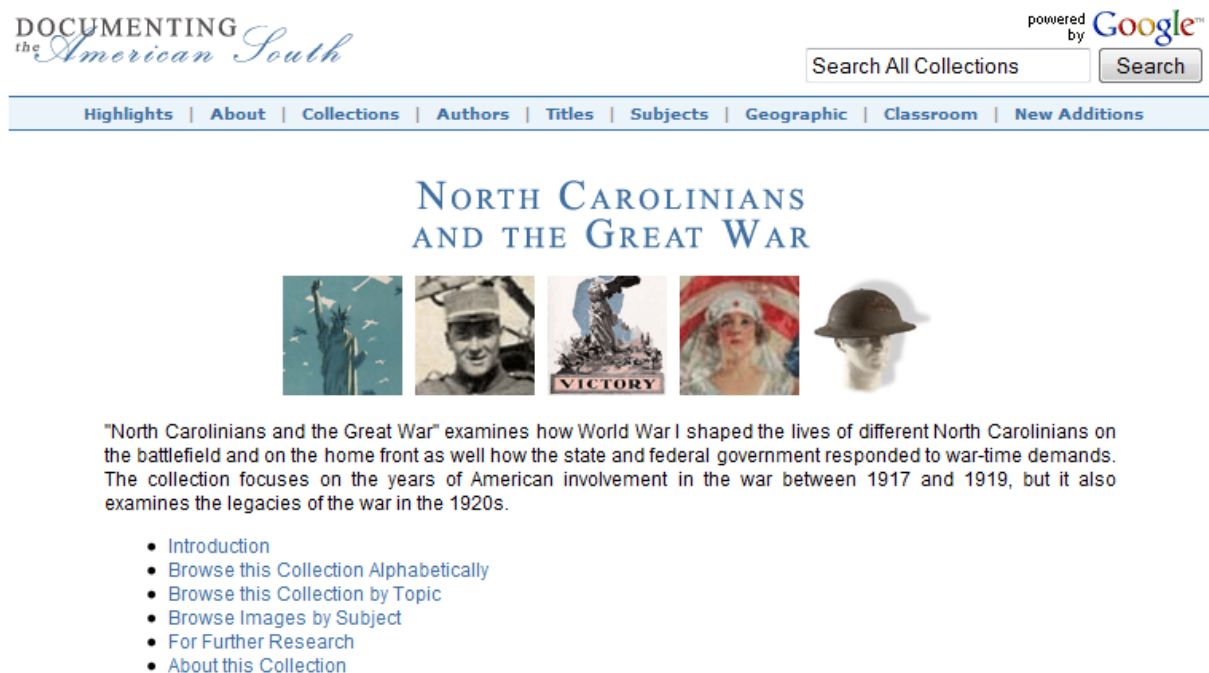 DOCUMENTING
the American South
powered by Google™
Search All Collections Search
Highlights | About | Collections | Authors | Titles | Subjects | Geographic | Classroom | New Additions
NORTH CAROLINIANS
AND THE GREAT WAR
VICTORY
"North Carolinians and the Great War" examines how World War I shaped the lives of different North Carolinians on
the battlefield and on the home front as well how the state and federal government responded to war-time demands.
The collection focuses on the years of American involvement in the war between 1917 and 1919, but it also
examines the legacies of the war in the 1920s.
• Introduction
• Browse this Collection Alphabetically
• Browse this Collection by Topic
• Browse Images by Subject
• For Further Research
• About this Collection